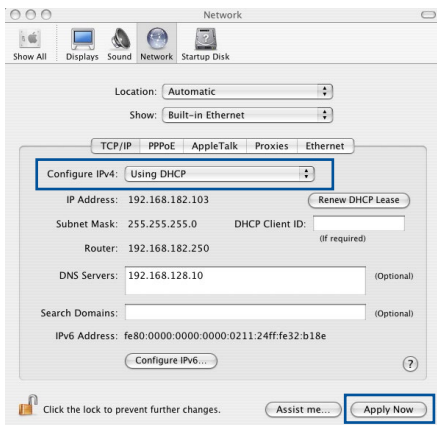 Network
Show All Displays Sound Network Startup Disk
Location: Automatic
Show: Built-in Ethernet
TCP/IP PPPoE AppleTalk Proxies Ethernet
Configure IPv4: Using DHCP
IP Address: 192.168.182.103 Renew DHCP Lease
Subnet Mask: 255.255.255.0 DHCP Client ID:
(If required)
Router: 192.168.182.250
DNS Servers: 192.168.128.10 (Optional)
Search Domains: (Optional)
IPv6 Address: fe80:0000:0000:0000:0211:24ff:fe32:b18e
Configure IPv6... ?
Click the lock to prevent further changes. Assist me... Apply Now